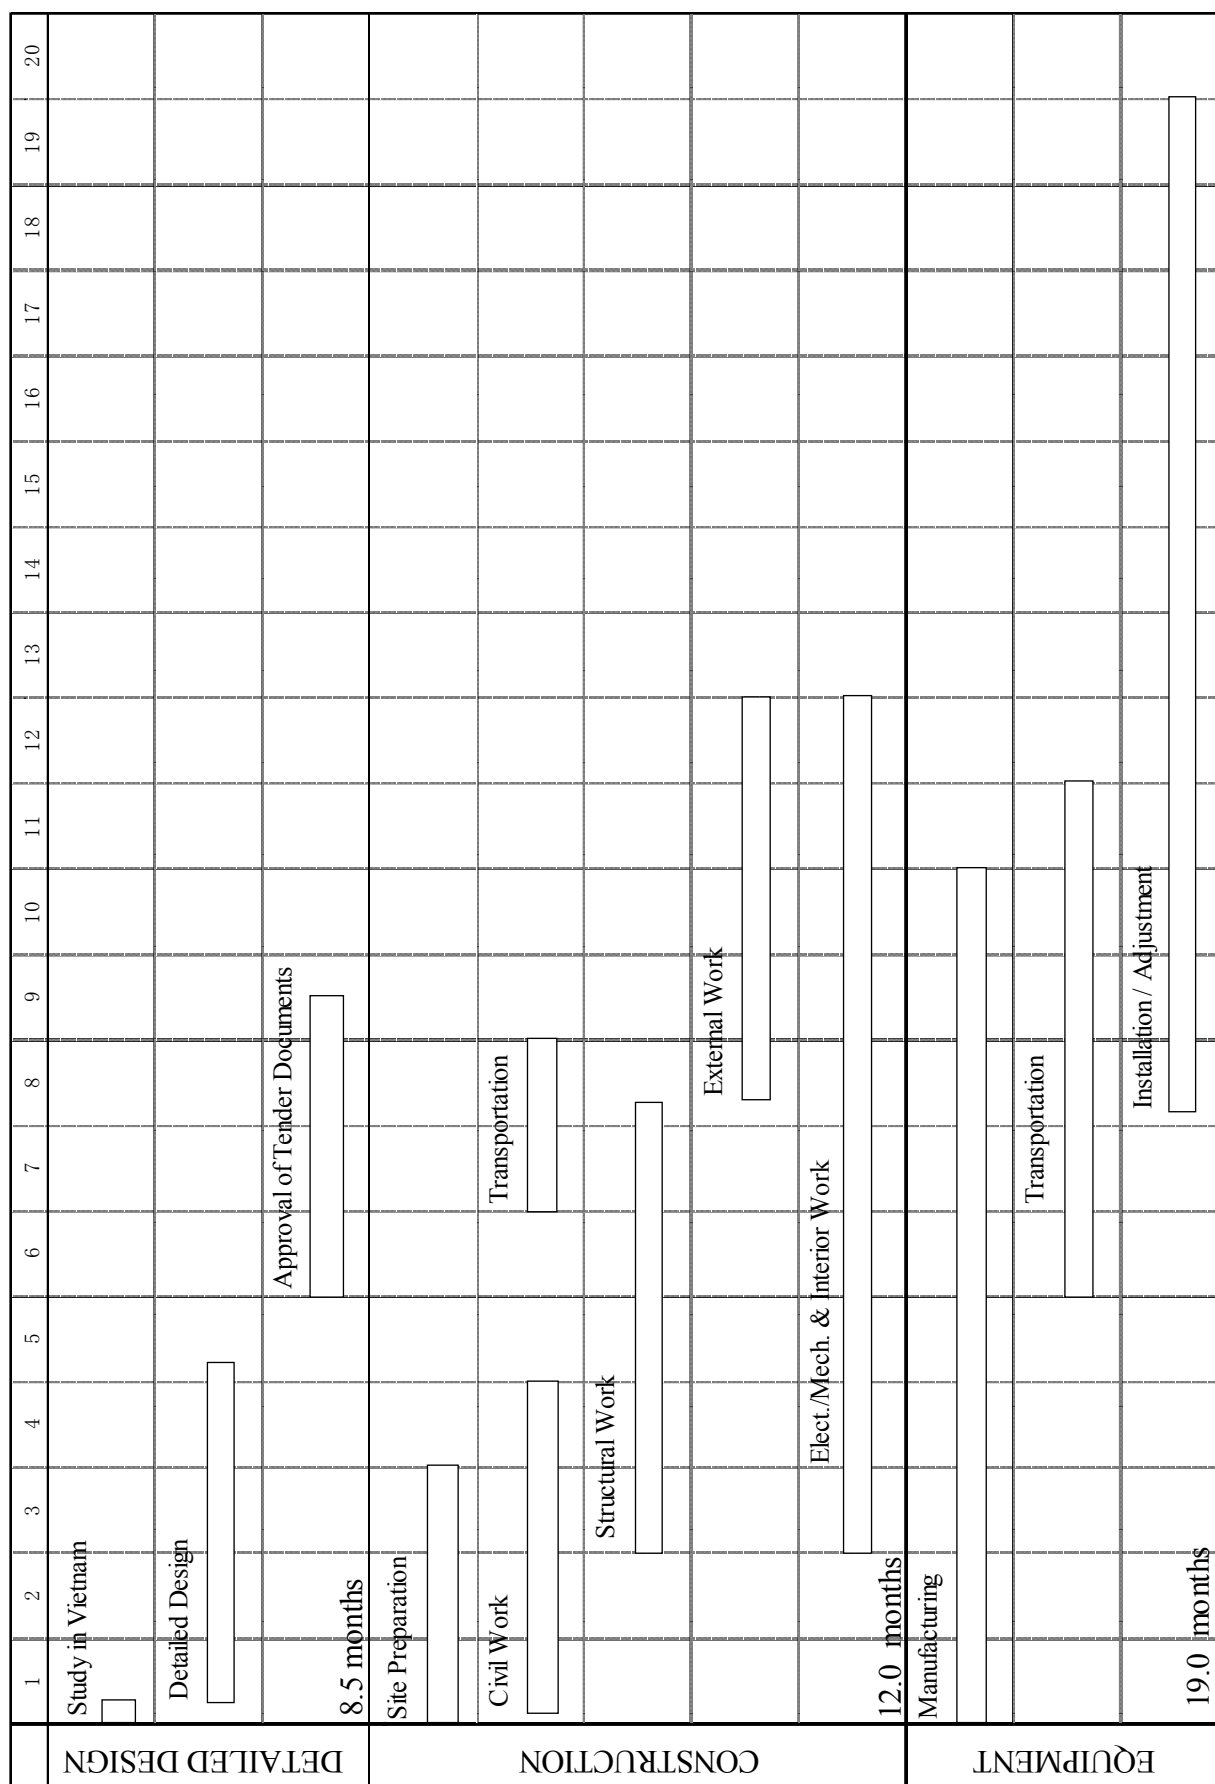 1 2 3 4 5 6 7 8 9 10 11 12 13 14 15 16 17 18 19 20
DETAILED DESIGN
Study in Vietnam
Detailed Design
Approval of Tender Documents
8.5 months
CONSTRUCTION
Site Preparation
Civil Work
Transportation
Structural Work
External Work
Elect./Mech. & Interior Work
12.0 months
EQUIPMENT
Manufacturing
Transportation
Installation / Adjustment
19.0 months